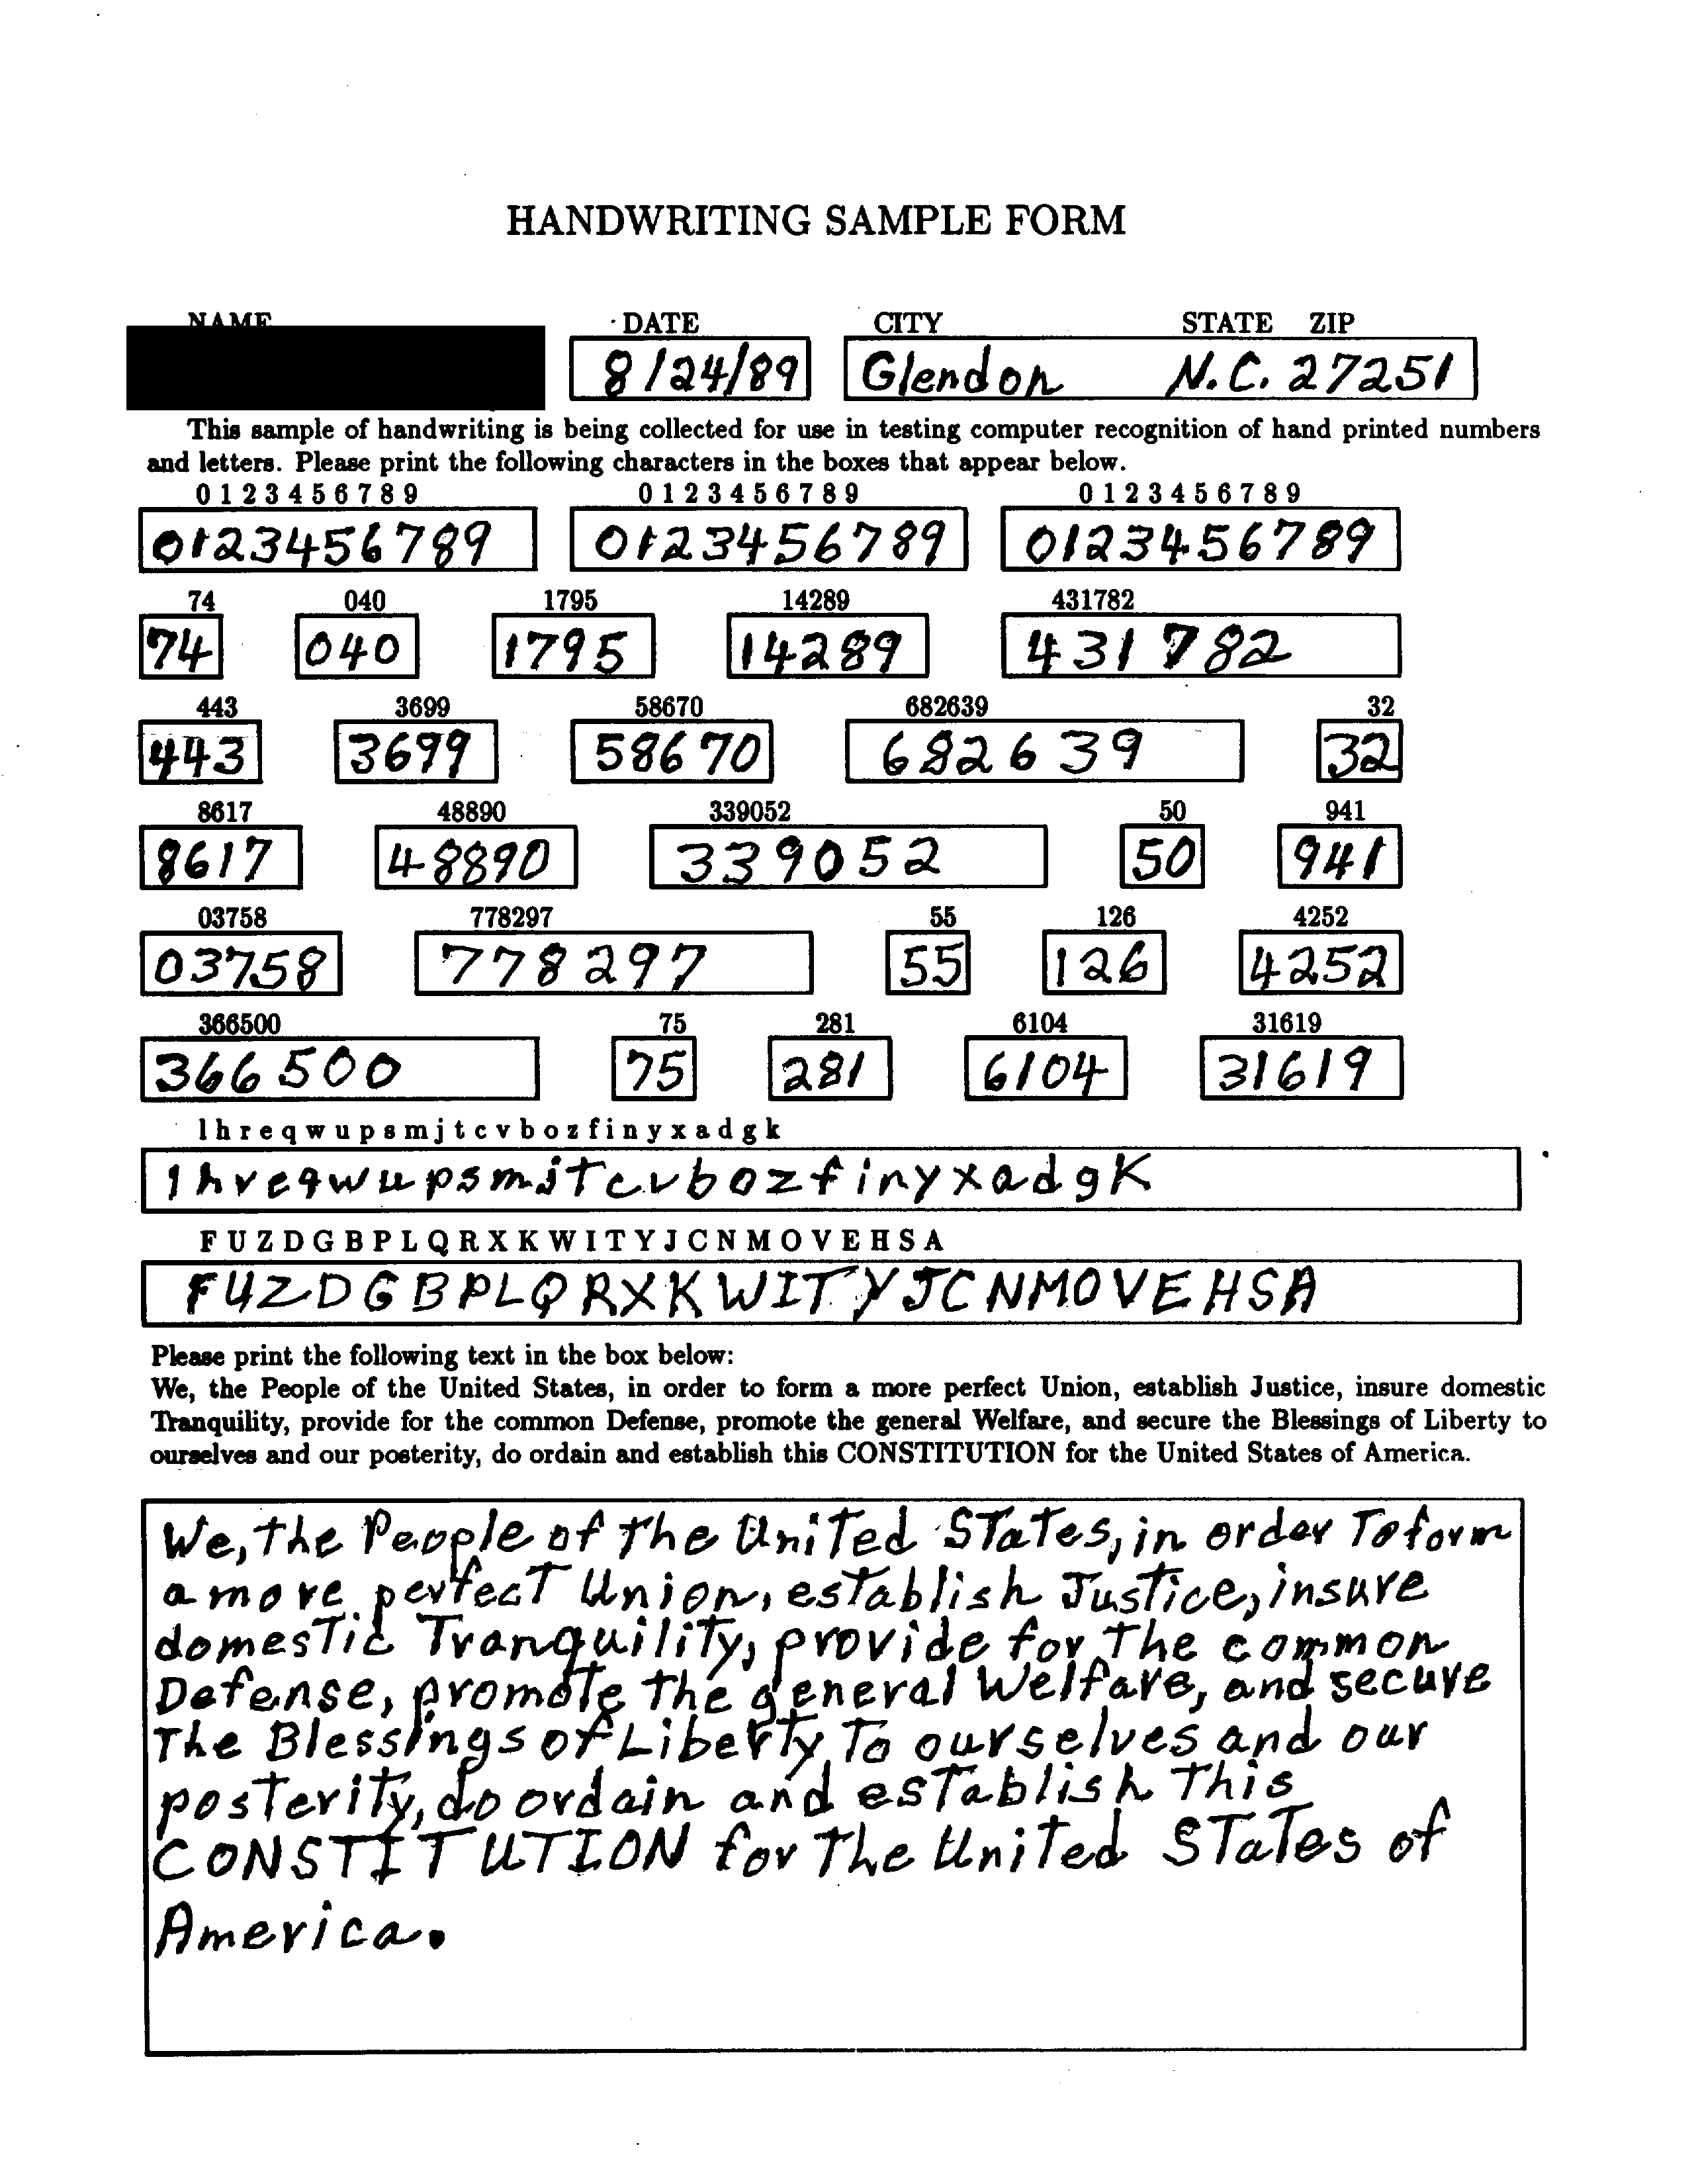 HANDWRITING SAMPLE FORM
NAME DATE CITY STATE ZIP
8/24/89 Glendon N.C. 27251
This sample of handwriting is being collected for use in testing computer recognition of hand printed numbers
and letters. Please print the following characters in the boxes that appear below.
0 1 2 3 4 5 6 7 8 9 0 1 2 3 4 5 6 7 8 9 0 1 2 3 4 5 6 7 8 9
0123456789 0123456789 0123456789
74 040 1795 14289 431782
74 040 1795 14289 431782
443 3699 58670 682639 32
443 3699 58670 682639 32
8617 48890 339052 50 941
8617 48890 339052 50 941
03758 778297 55 126 4252
03758 778297 55 126 4252
366500 75 281 6104 31619
366500 75 281 6104 31619
l h r e q w u p s m j t c v b o z f i n y x a d g k
lhreqwupsmjtcvbozfinyxadgK
F U Z D G B P L Q R X K W I T Y J C N M O V E H S A
FUZDGBPLQRXKWITYJCNMOVEHSA
Please print the following text in the box below:
We, the People of the United States, in order to form a more perfect Union, establish Justice, insure domestic
Tranquility, provide for the common Defense, promote the general Welfare, and secure the Blessings of Liberty to
ourselves and our posterity, do ordain and establish this CONSTITUTION for the United States of America.
We, the People of the United States, in order To form
a more perfect Union, establish Justice, insure
domestic Tranquility, provide for The common
Defense, promote the general Welfare, and secure
The Blessings of Liberty To ourselves and our
posterity, do ordain and establish This
CONSTITUTION for The United States of
America.